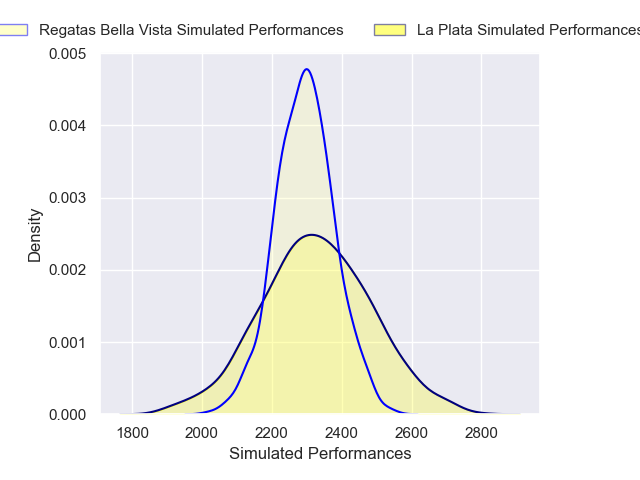 Regatas Bella Vista Simulated Performances La Plata Simulated Performances
0.005
0.004
0.003
0.002
0.001
0.000
Density
1800 2000 2200 2400 2600 2800
Simulated Performances